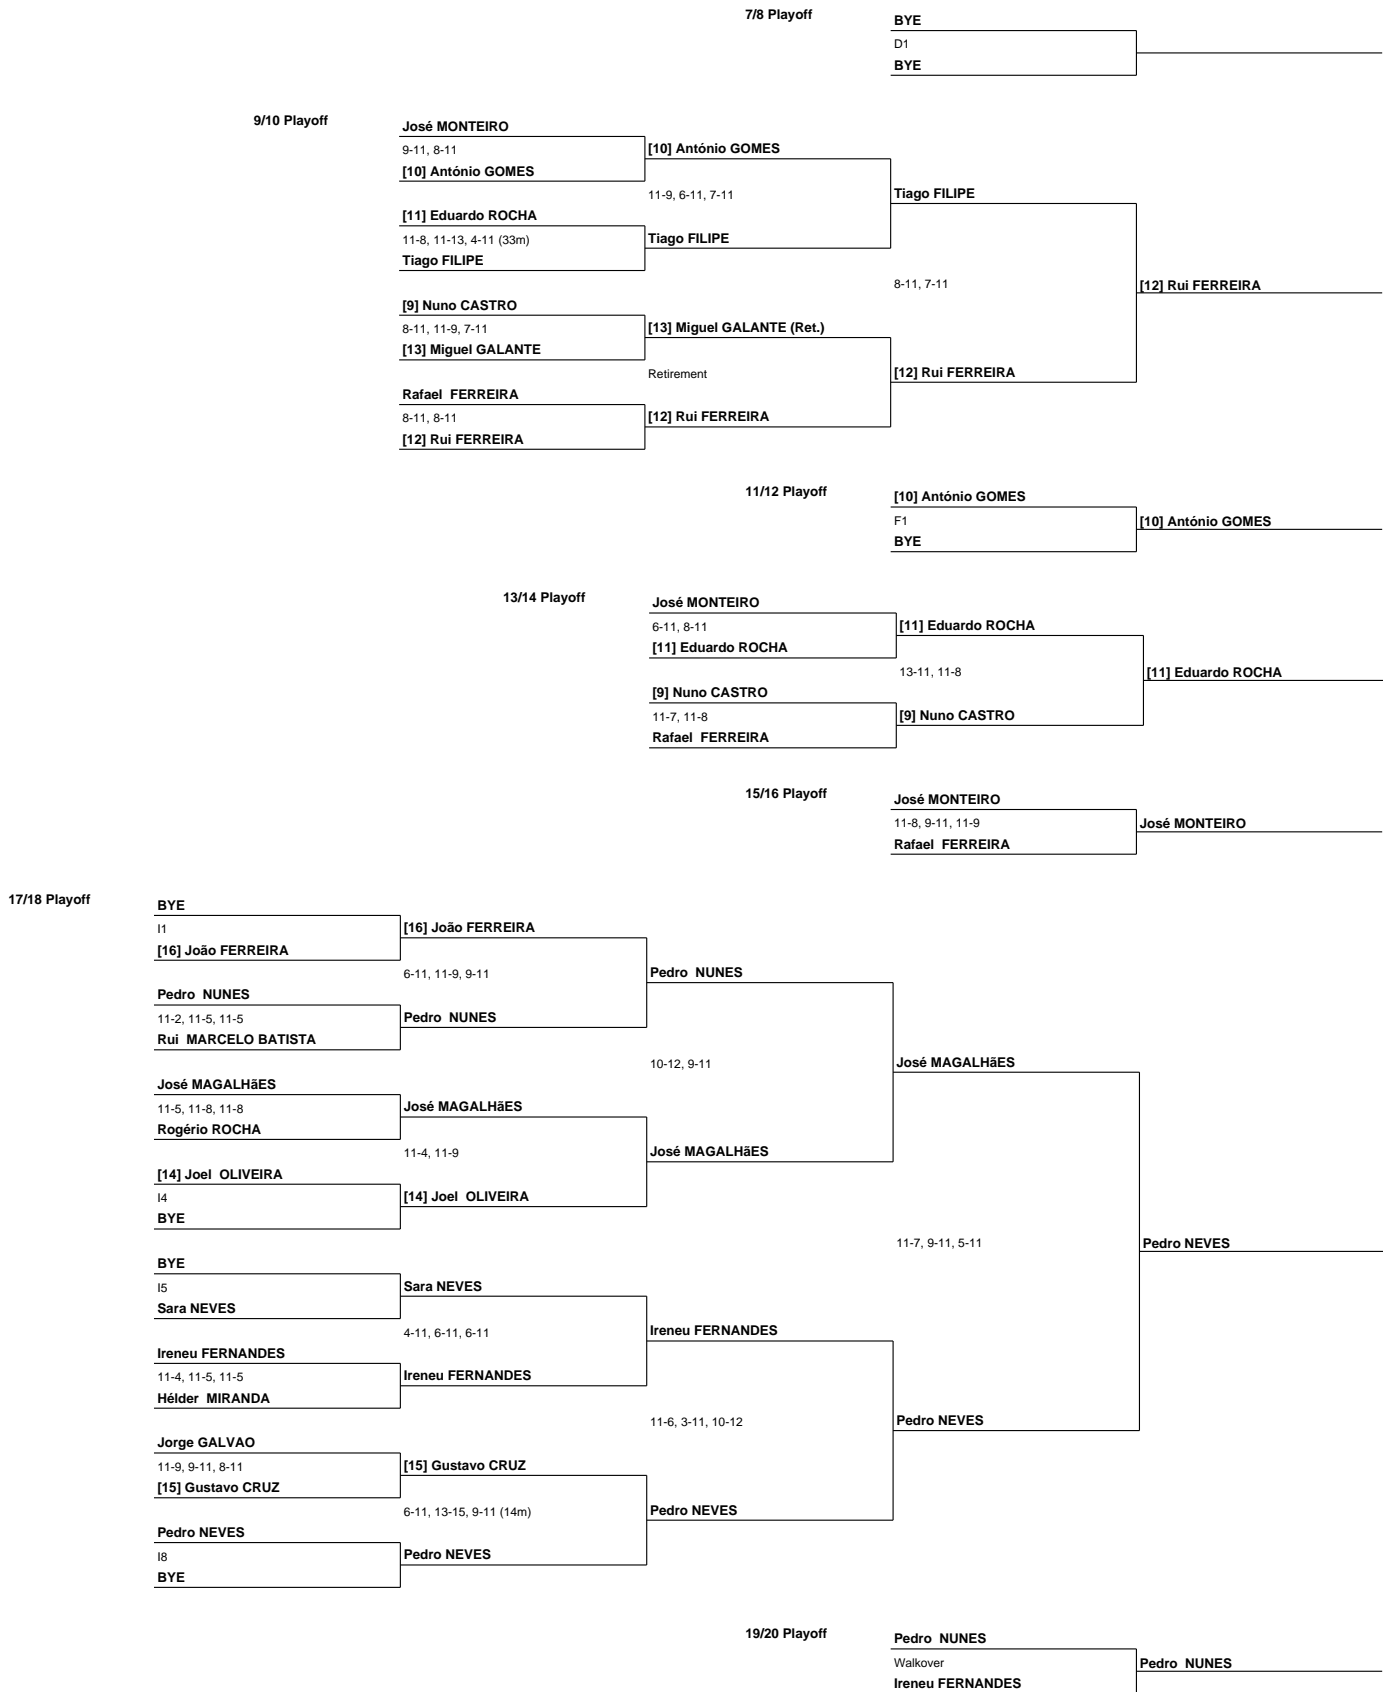 7/8 Playoff
BYE
D1
BYE
9/10 Playoff
José MONTEIRO
9-11, 8-11
[10] António GOMES
[10] António GOMES
11-9, 6-11, 7-11
Tiago FILIPE
[11] Eduardo ROCHA
11-8, 11-13, 4-11 (33m)
Tiago FILIPE
Tiago FILIPE
8-11, 7-11
[12] Rui FERREIRA
[9] Nuno CASTRO
8-11, 11-9, 7-11
[13] Miguel GALANTE (Ret.)
[13] Miguel GALANTE
Retirement
[12] Rui FERREIRA
Rafael FERREIRA
8-11, 8-11
[12] Rui FERREIRA
[12] Rui FERREIRA
11/12 Playoff
[10] António GOMES
F1
[10] António GOMES
BYE
13/14 Playoff
José MONTEIRO
6-11, 8-11
[11] Eduardo ROCHA
[11] Eduardo ROCHA
13-11, 11-8
[11] Eduardo ROCHA
[9] Nuno CASTRO
11-7, 11-8
[9] Nuno CASTRO
Rafael FERREIRA
15/16 Playoff
José MONTEIRO
11-8, 9-11, 11-9
José MONTEIRO
Rafael FERREIRA
17/18 Playoff
BYE
I1
[16] João FERREIRA
[16] João FERREIRA
6-11, 11-9, 9-11
Pedro NUNES
Pedro NUNES
11-2, 11-5, 11-5
Pedro NUNES
Rui MARCELO BATISTA
10-12, 9-11
José MAGALHãES
José MAGALHãES
11-5, 11-8, 11-8
José MAGALHãES
Rogério ROCHA
11-4, 11-9
José MAGALHãES
[14] Joel OLIVEIRA
I4
[14] Joel OLIVEIRA
BYE
11-7, 9-11, 5-11
Pedro NEVES
BYE
I5
Sara NEVES
Sara NEVES
4-11, 6-11, 6-11
Ireneu FERNANDES
Ireneu FERNANDES
11-4, 11-5, 11-5
Ireneu FERNANDES
Hélder MIRANDA
11-6, 3-11, 10-12
Pedro NEVES
Jorge GALVAO
11-9, 9-11, 8-11
[15] Gustavo CRUZ
[15] Gustavo CRUZ
6-11, 13-15, 9-11 (14m)
Pedro NEVES
Pedro NEVES
I8
Pedro NEVES
BYE
19/20 Playoff
Pedro NUNES
Walkover
Pedro NUNES
Ireneu FERNANDES